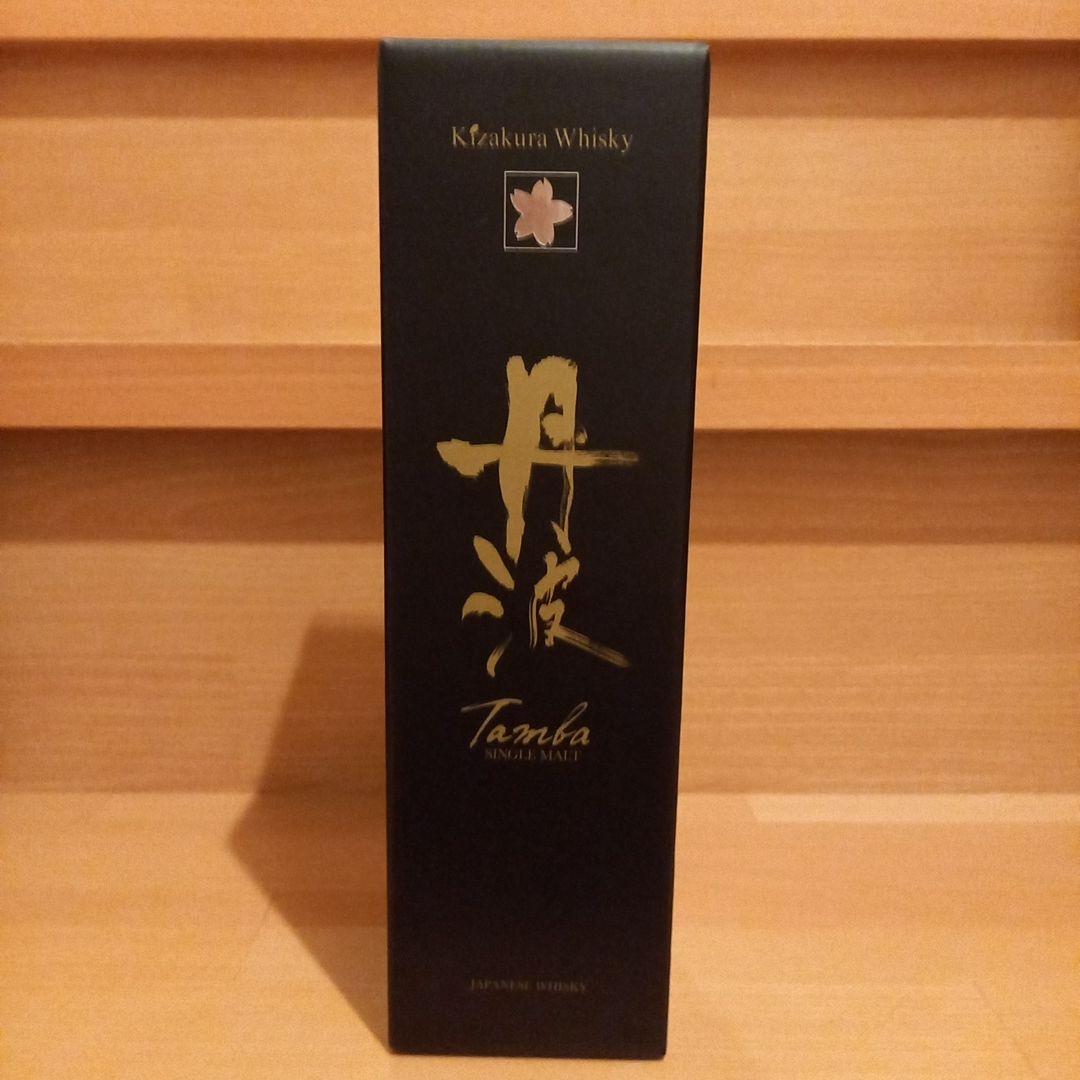 Kizakura Whisky
丹波
Tamba
SINGLE MALT
JAPANESE WHISKY